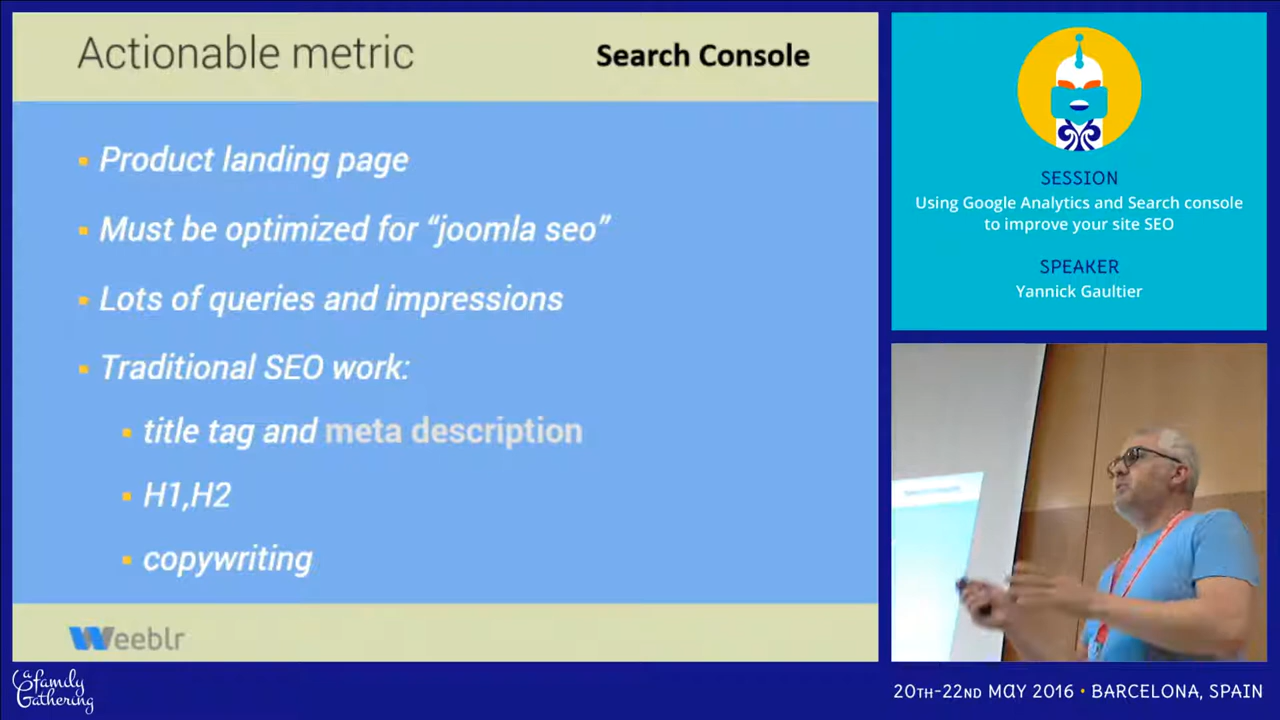 Actionable metric
Search Console
Product landing page
Must be optimized for “joomla seo”
Lots of queries and impressions
Traditional SEO work:
title tag and meta description
H1,H2
copywriting
Weeblr
SESSION
Using Google Analytics and Search console
to improve your site SEO
SPEAKER
Yannick Gaultier
a family
Gathering
20TH-22ND MAY 2016 • BARCELONA, SPAIN